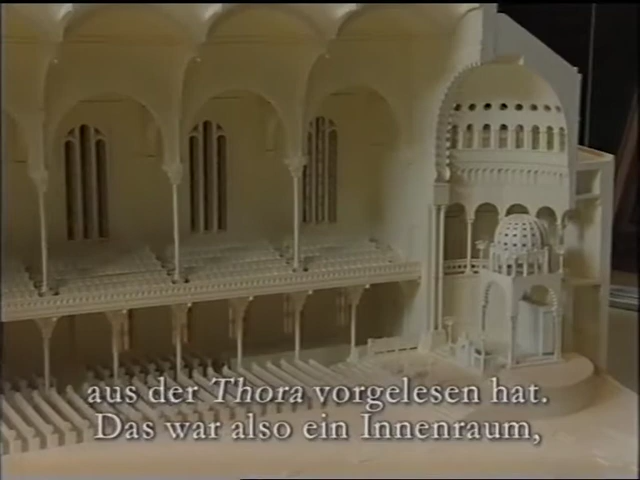 aus der Thora vorgelesen hat.
Das war also ein Innenraum,